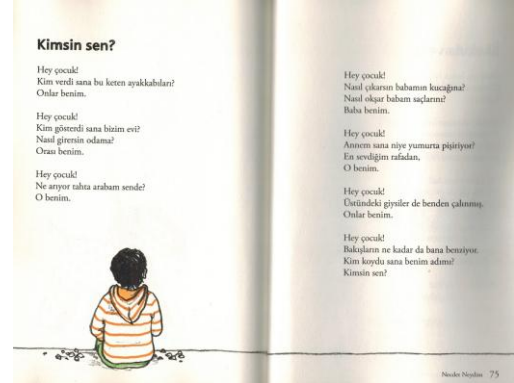 Kimsin sen?
Hey çocuk!
Kim verdi sana bu keten ayakkabıları?
Onlar benim.
Hey çocuk!
Kim gösterdi sana bizim evi?
Nasıl girersin odama?
Orası benim.
Hey çocuk!
Ne arıyor tahta arabam sende?
O benim.
Hey çocuk!
Nasıl çıkarsın babamın kucağına?
Nasıl okşar babam saçlarını?
Baba benim.
Hey çocuk!
Annem sana niye yumurta pişiriyor?
En sevdiğim rafadan,
O benim.
Hey çocuk!
Üstündeki giysiler de benden çalınmış.
Onlar benim.
Hey çocuk!
Bakışların ne kadar da bana benziyor.
Kim koydu sana benim adımı?
Kimsin sen?
75